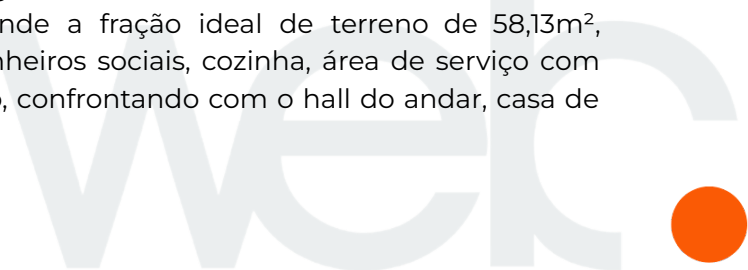 nde a fração ideal de terreno de 58,13m²,
nheiros sociais, cozinha, área de serviço com
, confrontando com o hall do andar, casa de
web.